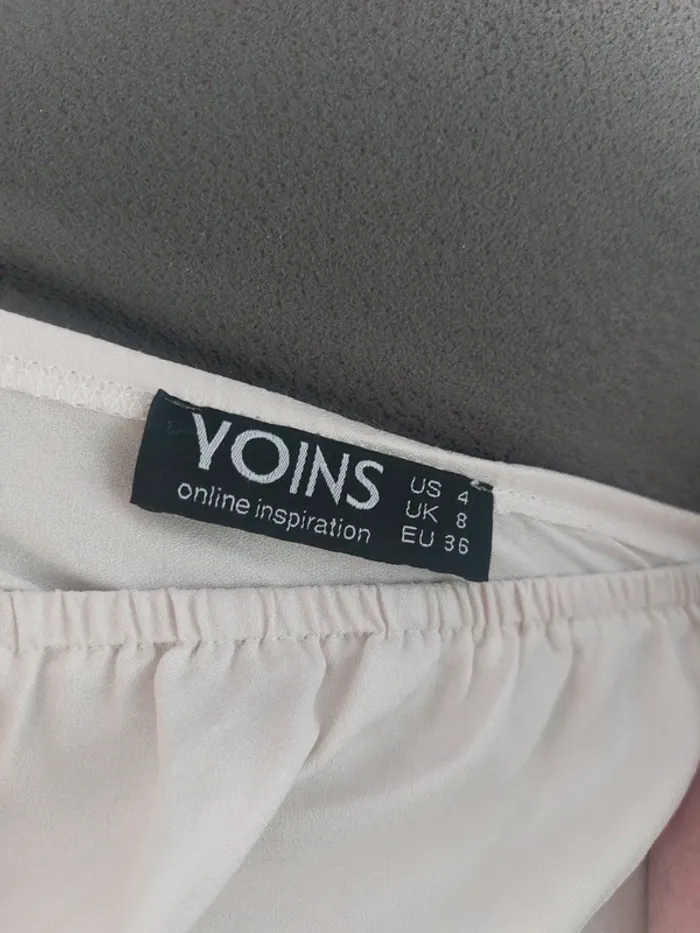 YOINS
online inspiration
US 4
UK 8
EU 36